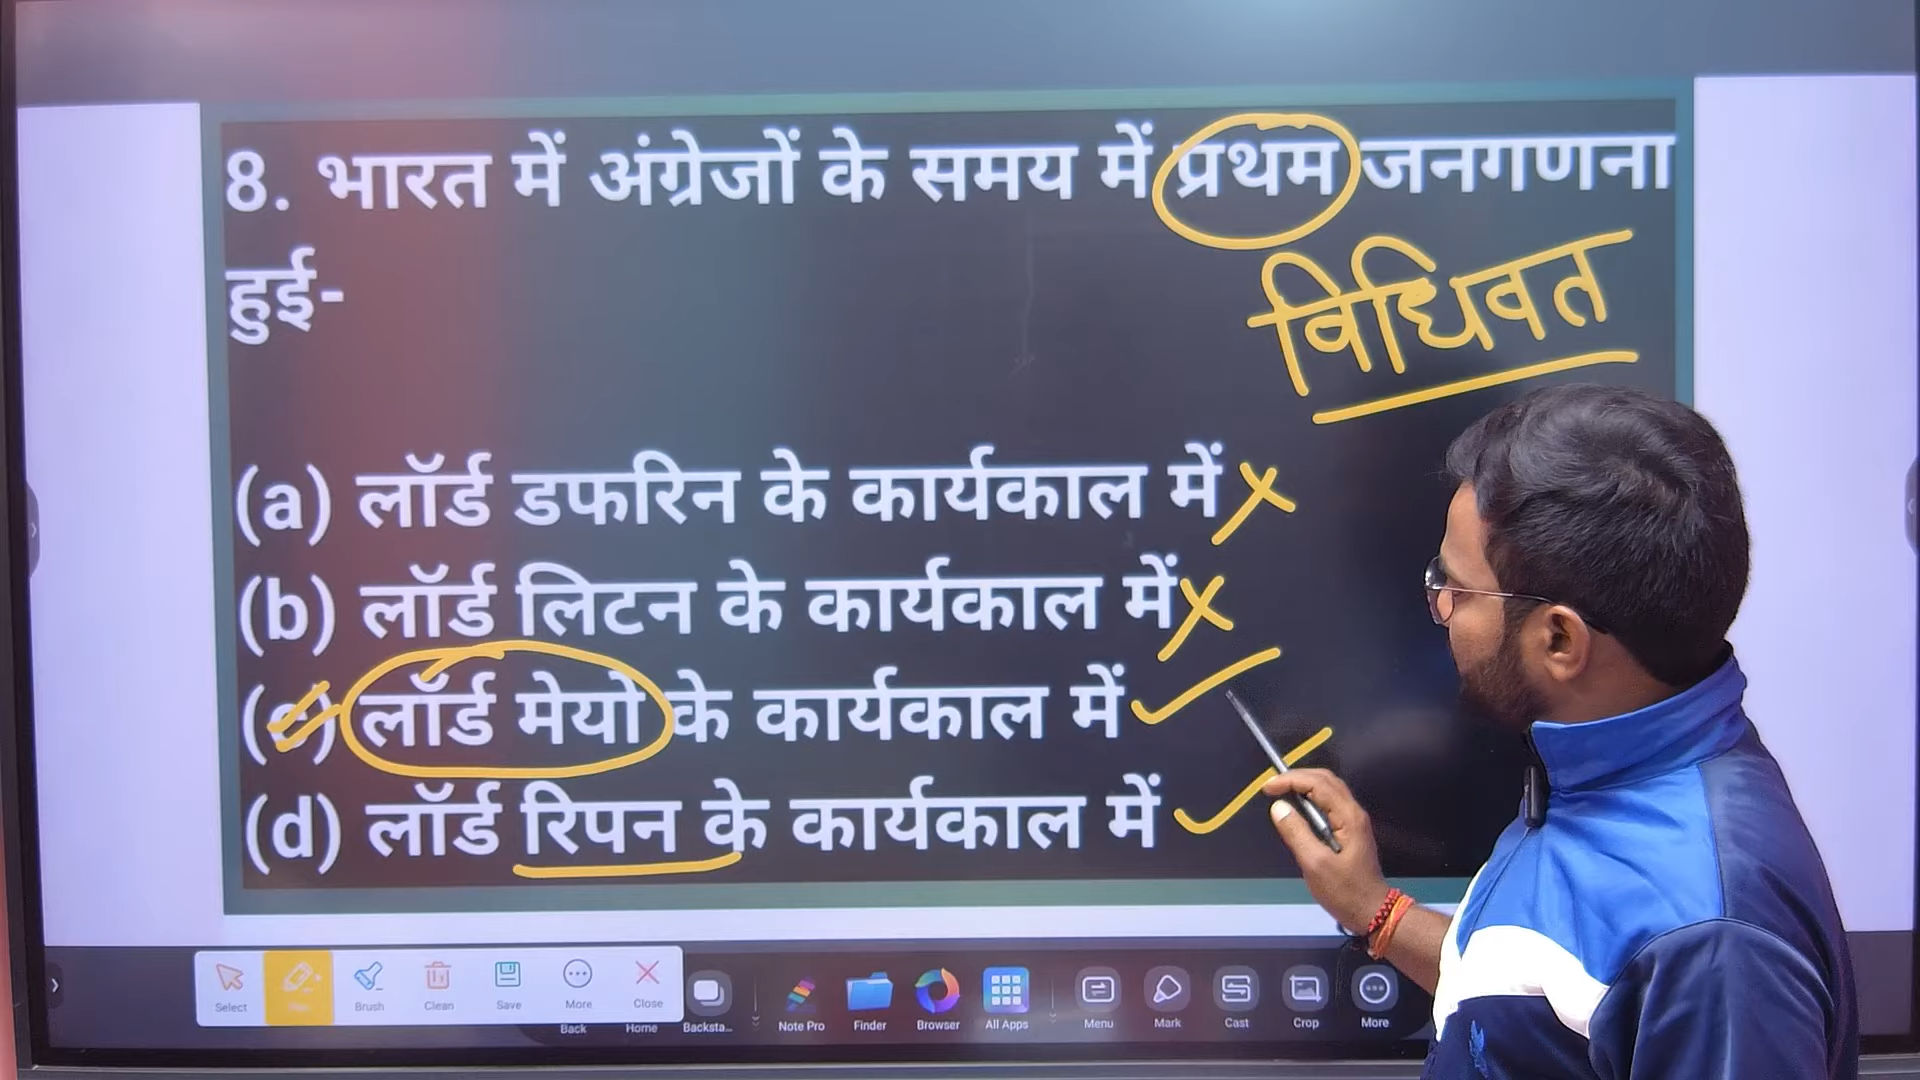 8. भारत में अंग्रेजों के समय में प्रथम जनगणना
हुई-
विधिवत
(a) लॉर्ड डफरिन के कार्यकाल में
(b) लॉर्ड लिटन के कार्यकाल में
(c) लॉर्ड मेयो के कार्यकाल में
(d) लॉर्ड रिपन के कार्यकाल में
Select Brush Clean Save More Close
Back Home Backsta... Note Pro Finder Browser All Apps Menu Mark Cast Crop More